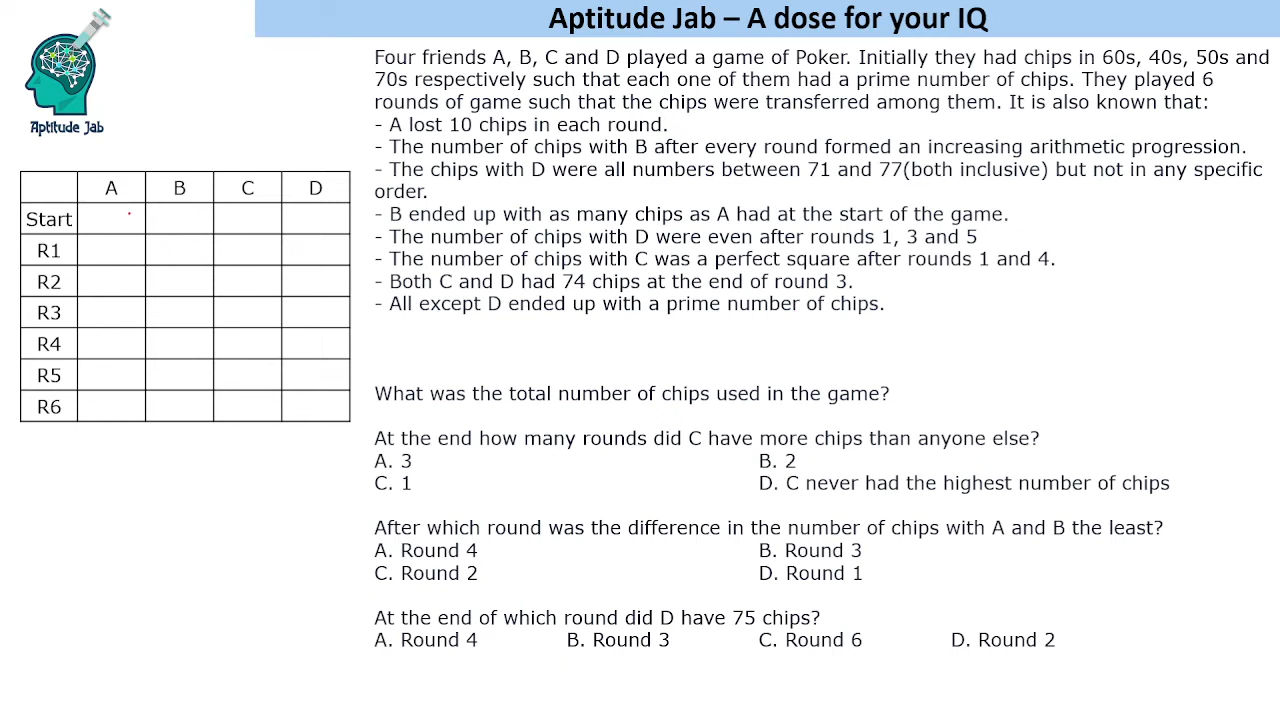 Aptitude Jab – A dose for your IQ
Aptitude Jab
Four friends A, B, C and D played a game of Poker. Initially they had chips in 60s, 40s, 50s and
70s respectively such that each one of them had a prime number of chips. They played 6
rounds of game such that the chips were transferred among them. It is also known that:
- A lost 10 chips in each round.
- The number of chips with B after every round formed an increasing arithmetic progression.
- The chips with D were all numbers between 71 and 77(both inclusive) but not in any specific
order.
- B ended up with as many chips as A had at the start of the game.
- The number of chips with D were even after rounds 1, 3 and 5
- The number of chips with C was a perfect square after rounds 1 and 4.
- Both C and D had 74 chips at the end of round 3.
- All except D ended up with a prime number of chips.
A B C D
Start
R1
R2
R3
R4
R5
R6
What was the total number of chips used in the game?
At the end how many rounds did C have more chips than anyone else?
A. 3 B. 2
C. 1 D. C never had the highest number of chips
After which round was the difference in the number of chips with A and B the least?
A. Round 4 B. Round 3
C. Round 2 D. Round 1
At the end of which round did D have 75 chips?
A. Round 4 B. Round 3 C. Round 6 D. Round 2